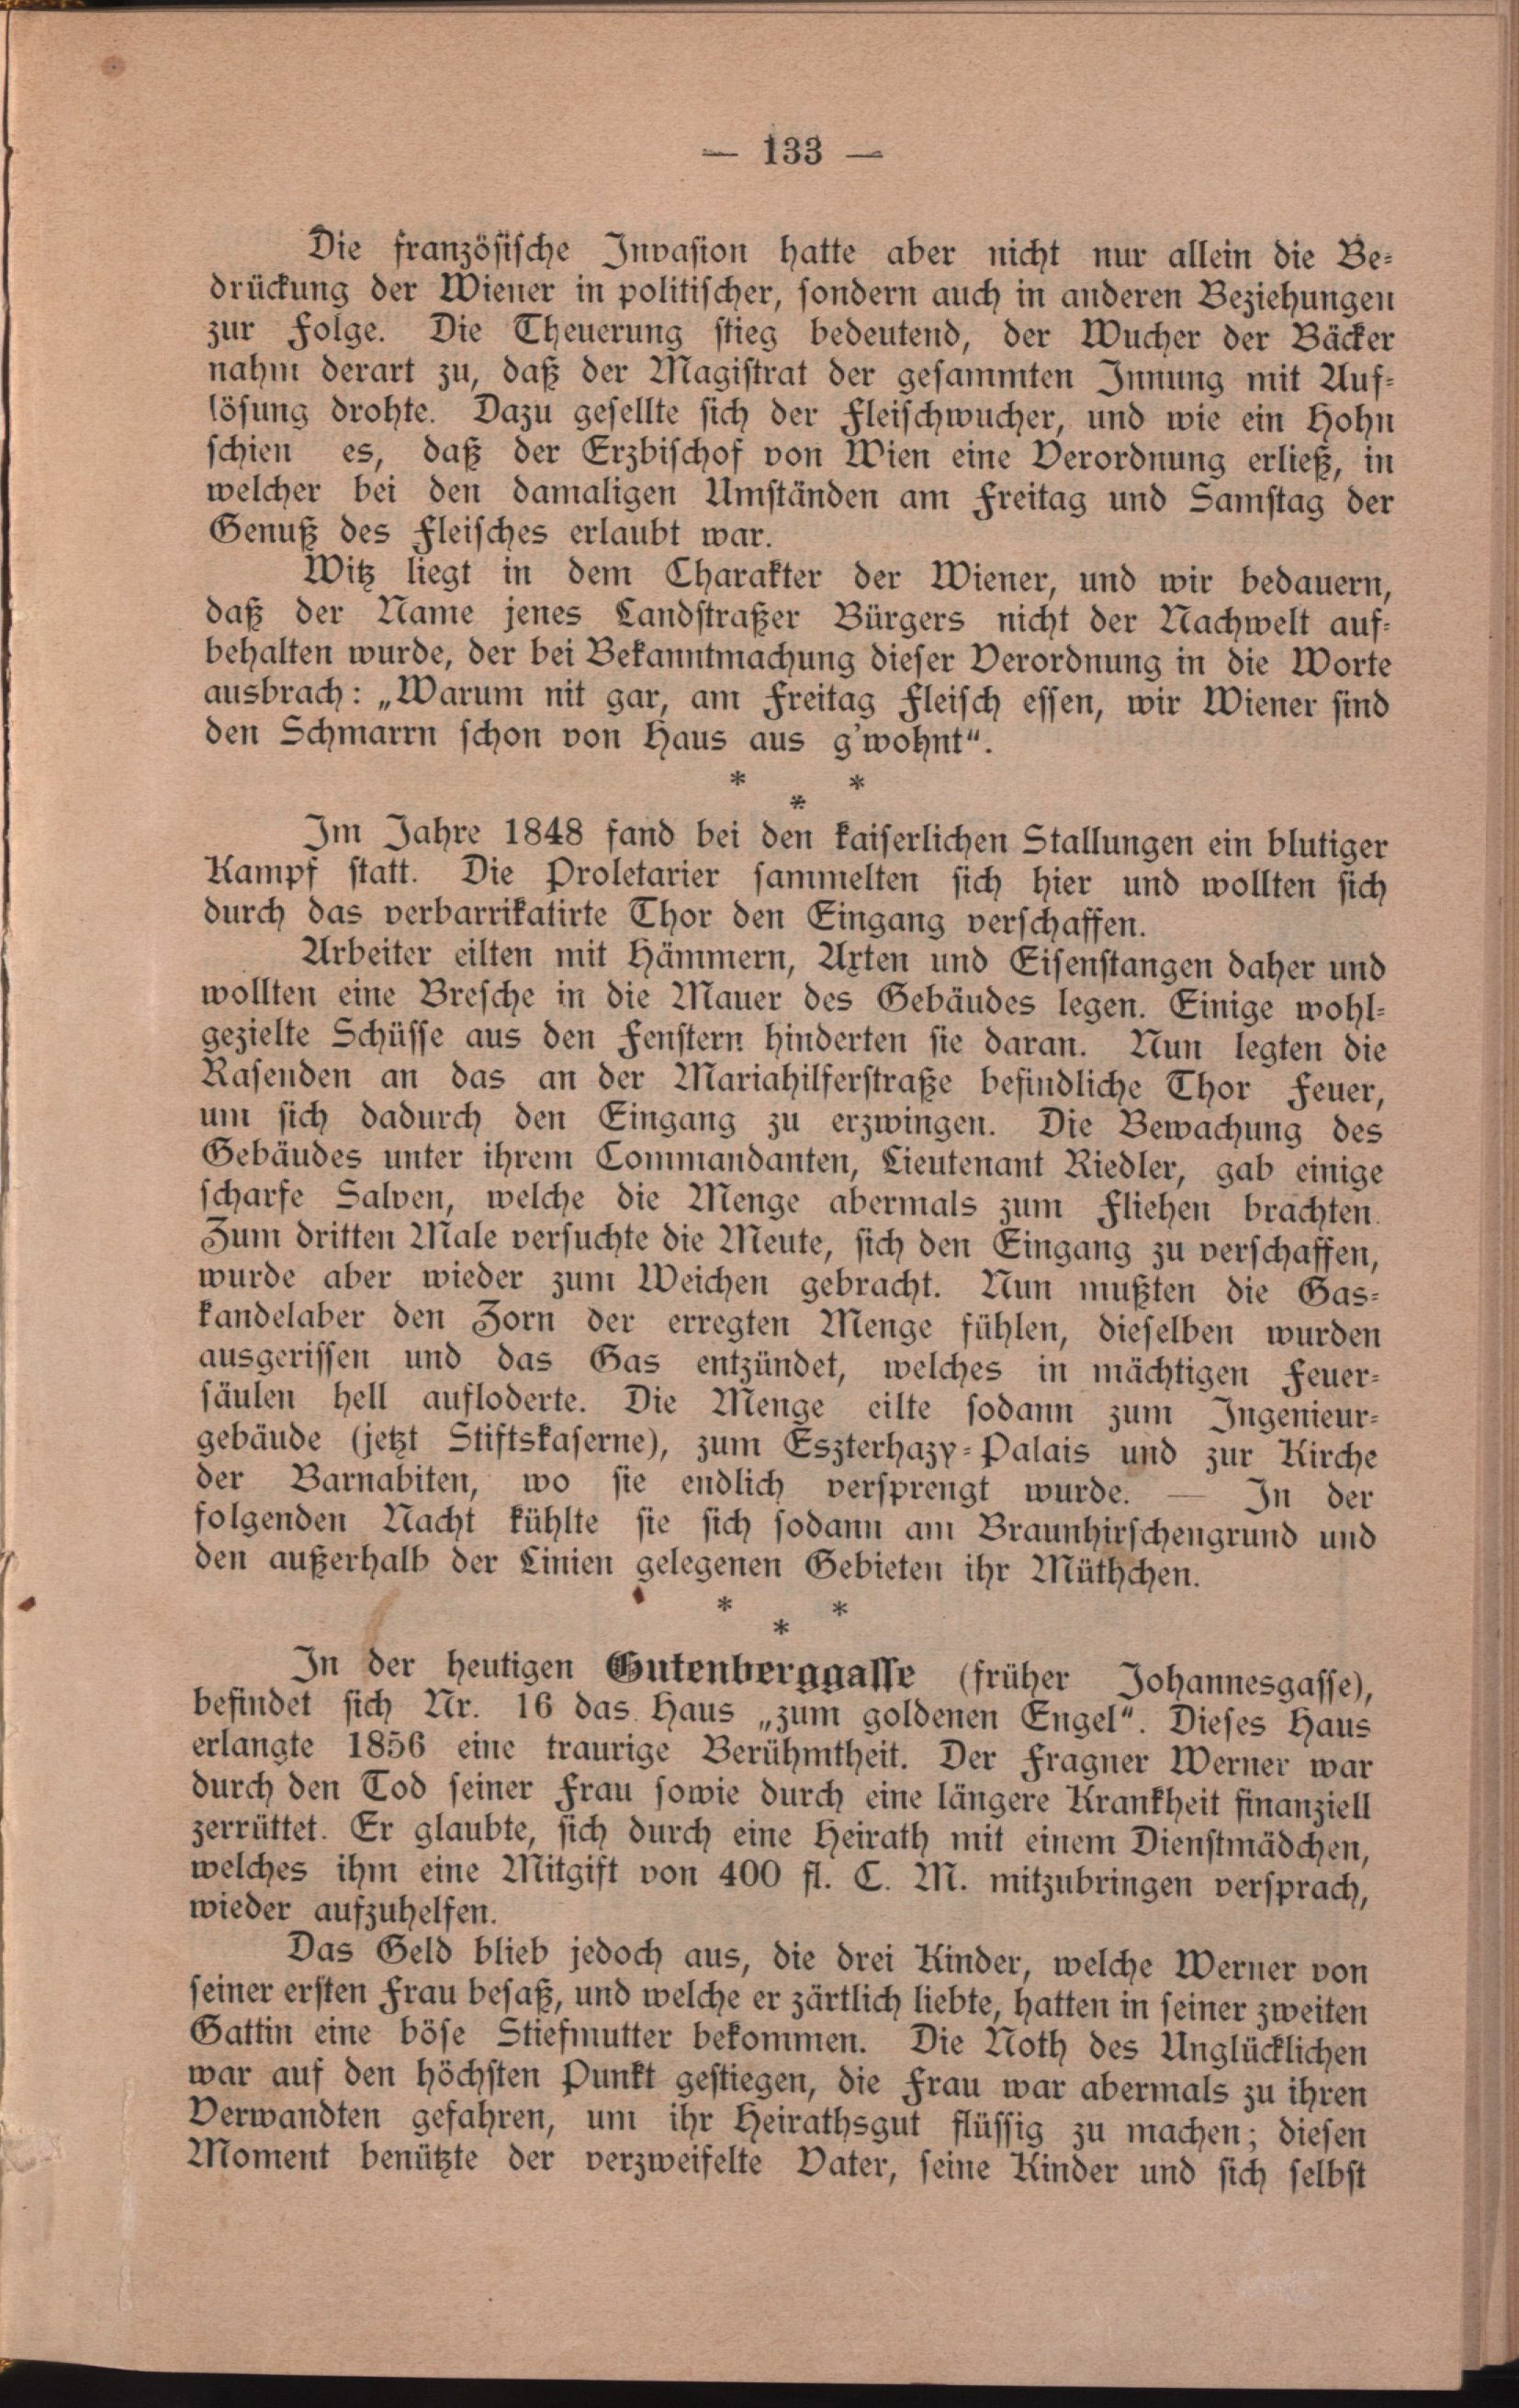 — 133 —
Die französische Invasion hatte aber nicht nur allein die Be-
drückung der Wiener in politischer, sondern auch in anderen Beziehungen
zur Folge. Die Theuerung stieg bedeutend, der Wucher der Bäcker
nahm derart zu, daß der Magistrat der gesammten Innung mit Auf-
lösung drohte. Dazu gesellte sich der Fleischwucher, und wie ein Hohn
schien es, daß der Erzbischof von Wien eine Verordnung erließ, in
welcher bei den damaligen Umständen am Freitag und Samstag der
Genuß des Fleisches erlaubt war.
Witz liegt in dem Charakter der Wiener, und wir bedauern,
daß der Name jenes Landstraßer Bürgers nicht der Nachwelt auf-
behalten wurde, der bei Bekanntmachung dieser Verordnung in die Worte
ausbrach: „Warum nit gar, am Freitag Fleisch essen, wir Wiener sind
den Schmarrn schon von Haus aus g'wohnt".
* *
*
Im Jahre 1848 fand bei den kaiserlichen Stallungen ein blutiger
Kampf statt. Die Proletarier sammelten sich hier und wollten sich
durch das verbarrikatirte Thor den Eingang verschaffen.
Arbeiter eilten mit Hämmern, Axten und Eisenstangen daher und
wollten eine Bresche in die Mauer des Gebäudes legen. Einige wohl-
gezielte Schüsse aus den Fenstern hinderten sie daran. Nun legten die
Rasenden an das an der Mariahilferstraße befindliche Thor Feuer,
um sich dadurch den Eingang zu erzwingen. Die Bewachung des
Gebäudes unter ihrem Commandanten, Lieutenant Riedler, gab einige
scharfe Salven, welche die Menge abermals zum Fliehen brachten.
Zum dritten Male versuchte die Meute, sich den Eingang zu verschaffen,
wurde aber wieder zum Weichen gebracht. Nun mußten die Gas-
kandelaber den Zorn der erregten Menge fühlen, dieselben wurden
ausgerissen und das Gas entzündet, welches in mächtigen Feuer-
säulen hell aufloderte. Die Menge eilte sodann zum Ingenieur-
gebäude (jetzt Stiftskaserne), zum Eszterhazy-Palais und zur Kirche
der Barnabiten, wo sie endlich versprengt wurde. — In der
folgenden Nacht kühlte sie sich sodann am Braunhirschengrund und
den außerhalb der Linien gelegenen Gebieten ihr Müthchen.
* *
*
In der heutigen Gutenberggasse (früher Johannesgasse),
befindet sich Nr. 16 das Haus „zum goldenen Engel". Dieses Haus
erlangte 1856 eine traurige Berühmtheit. Der Fragner Werner war
durch den Tod seiner Frau sowie durch eine längere Krankheit finanziell
zerrüttet. Er glaubte, sich durch eine Heirath mit einem Dienstmädchen,
welches ihm eine Mitgift von 400 fl. C. M. mitzubringen versprach,
wieder aufzuhelfen.
Das Geld blieb jedoch aus, die drei Kinder, welche Werner von
seiner ersten Frau besaß, und welche er zärtlich liebte, hatten in seiner zweiten
Gattin eine böse Stiefmutter bekommen. Die Noth des Unglücklichen
war auf den höchsten Punkt gestiegen, die Frau war abermals zu ihren
Verwandten gefahren, um ihr Heirathsgut flüssig zu machen; diesen
Moment benützte der verzweifelte Vater, seine Kinder und sich selbst